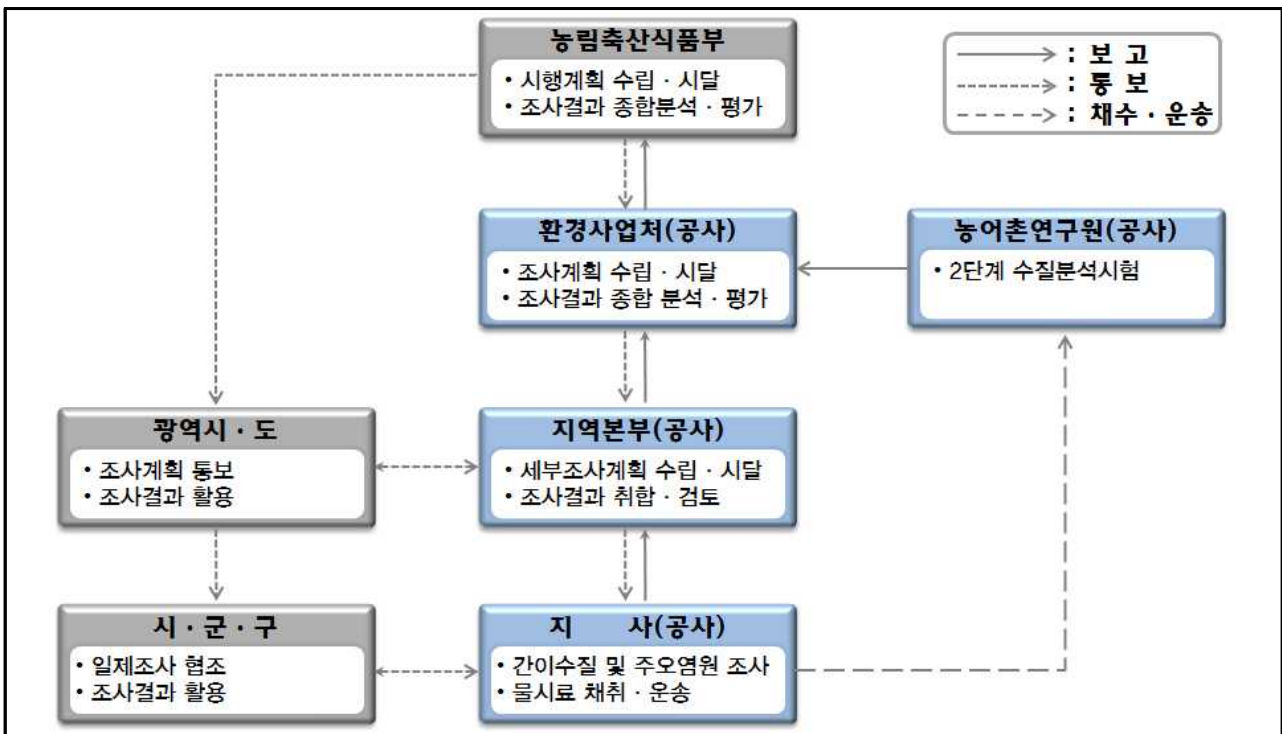 농림축산식품부
• 시행계획 수립 · 시달
• 조사결과 종합분석 · 평가
: 보 고
: 통 보
: 채수 · 운송
환경사업처(공사)
• 조사계획 수립 · 시달
• 조사결과 종합 분석 · 평가
농어촌연구원(공사)
• 2단계 수질분석시험
광역시 · 도
• 조사계획 통보
• 조사결과 활용
지역본부(공사)
• 세부조사계획 수립 · 시달
• 조사결과 취합 · 검토
시 · 군 · 구
• 일제조사 협조
• 조사결과 활용
지 사(공사)
• 간이수질 및 주오염원 조사
• 물시료 채취 · 운송